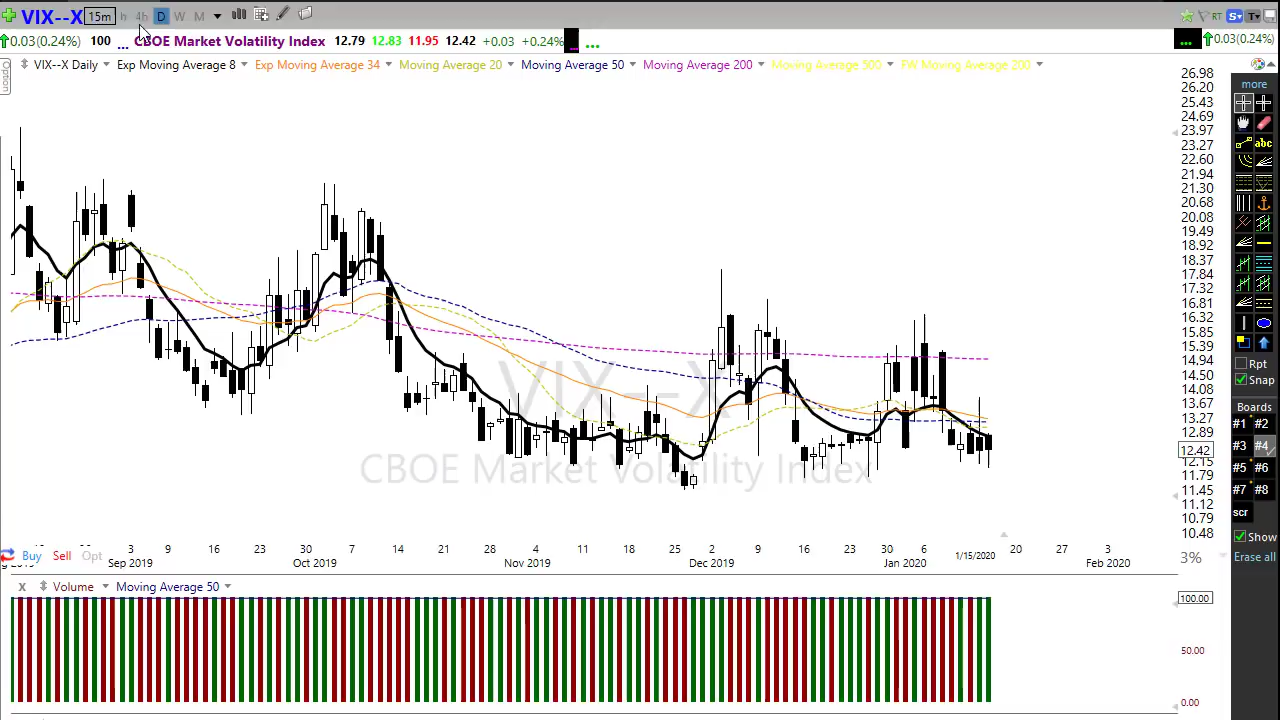 VIX--X 15m h 4h D W M RT S T
0.03(0.24%) 100 ... CBOE Market Volatility Index 12.79 12.83 11.95 12.42 +0.03 +0.24% ... ... 0.03(0.24%)
Option VIX--X Daily Exp Moving Average 8 Exp Moving Average 34 Moving Average 20 Moving Average 50 Moving Average 200 Moving Average 500 FW Moving Average 200
26.98
26.20
25.43
24.69
23.97
23.27
22.60
21.94
21.30
20.68
20.08
19.49
18.92
18.37
17.84
17.32
16.81
16.32
15.85
15.39
14.94
14.50
14.08
13.67
13.27
12.89
12.42
12.15
11.79
11.45
11.12
10.79
10.48
more
abc
Rpt
Snap
Boards
#1 #2
#3 #4
#5 #6
#7 #8
scr
Show
Erase all
VIX--X
CBOE Market Volatility Index
3 9 16 23 30 7 14 21 28 4 11 18 25 2 9 16 23 30 6 1/15/2020 20 27 3
Buy Sell Opt
Sep 2019 Oct 2019 Nov 2019 Dec 2019 Jan 2020 Feb 2020
3%
X Volume Moving Average 50
100.00
50.00
0.00